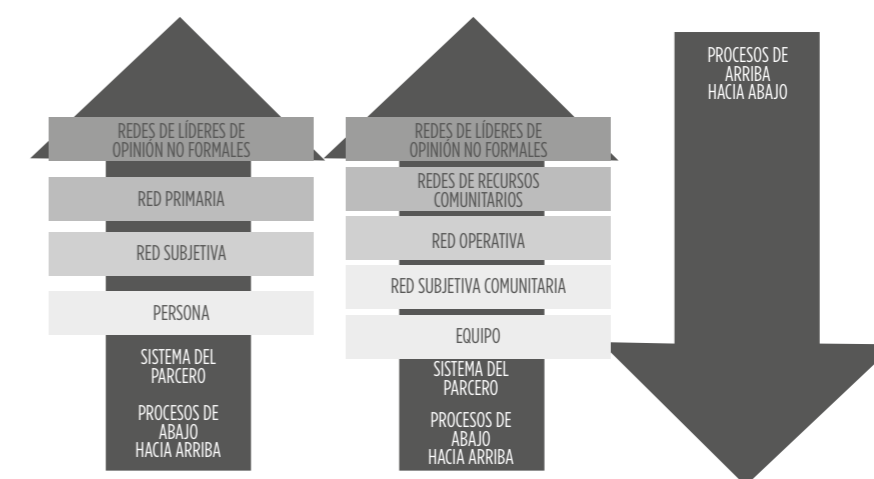 REDES DE LÍDERES DE
OPINIÓN NO FORMALES
RED PRIMARIA
RED SUBJETIVA
PERSONA
SISTEMA DEL
PARCERO
PROCESOS DE
ABAJO
HACIA ARRIBA
REDES DE LÍDERES DE
OPINIÓN NO FORMALES
REDES DE RECURSOS
COMUNITARIOS
RED OPERATIVA
RED SUBJETIVA COMUNITARIA
EQUIPO
SISTEMA DEL
PARCERO
PROCESOS DE
ABAJO
HACIA ARRIBA
PROCESOS DE
ARRIBA
HACIA ABAJO